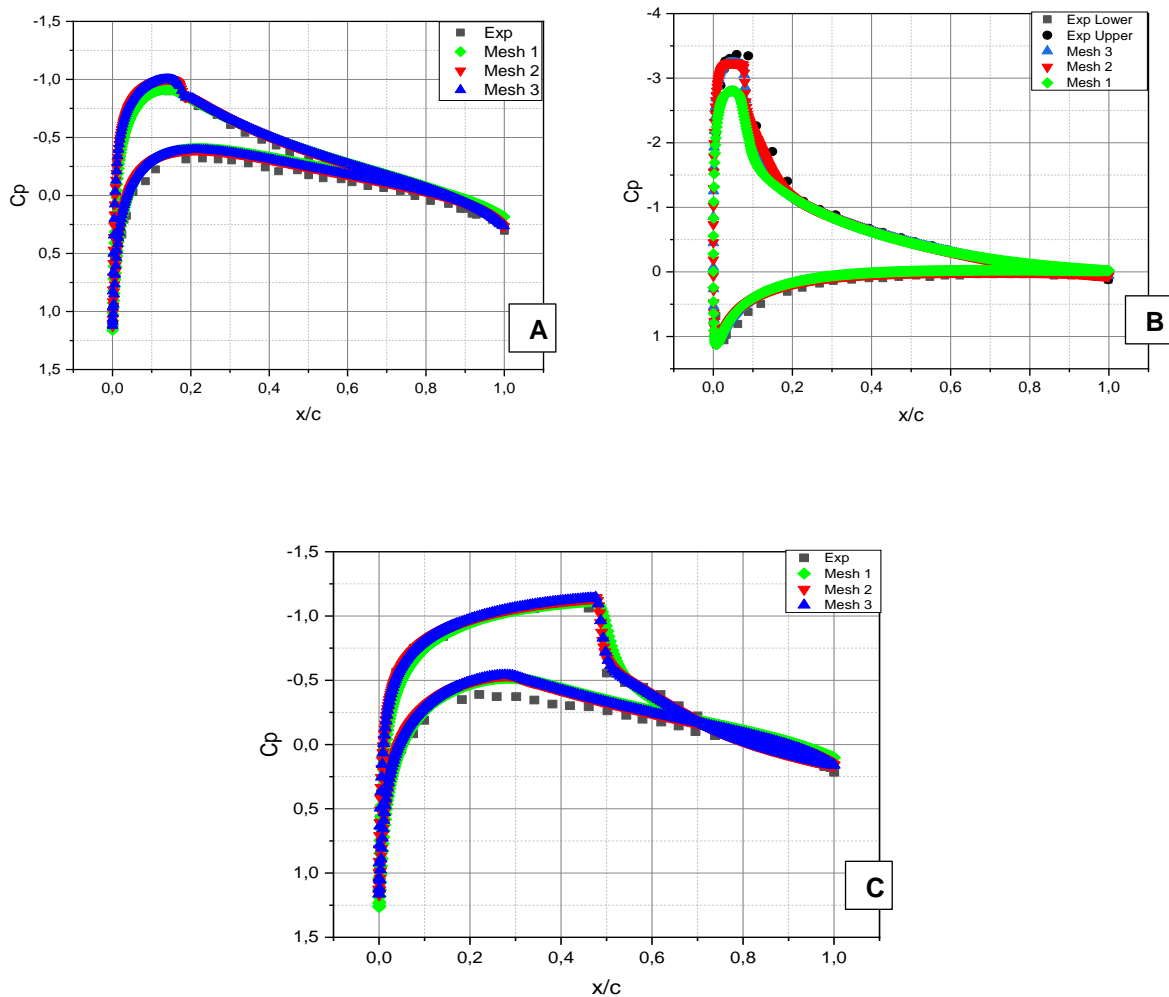 -1,5
-1,0
-0,5
0,0
0,5
1,0
1,5
Cp
0,0 0,2 0,4 0,6 0,8 1,0
x/c
Exp
Mesh 1
Mesh 2
Mesh 3
A
-4
-3
-2
-1
0
1
Cp
0,0 0,2 0,4 0,6 0,8 1,0
x/c
Exp Lower
Exp Upper
Mesh 3
Mesh 2
Mesh 1
B
-1,5
-1,0
-0,5
0,0
0,5
1,0
1,5
Cp
0,0 0,2 0,4 0,6 0,8 1,0
x/c
Exp
Mesh 1
Mesh 2
Mesh 3
C